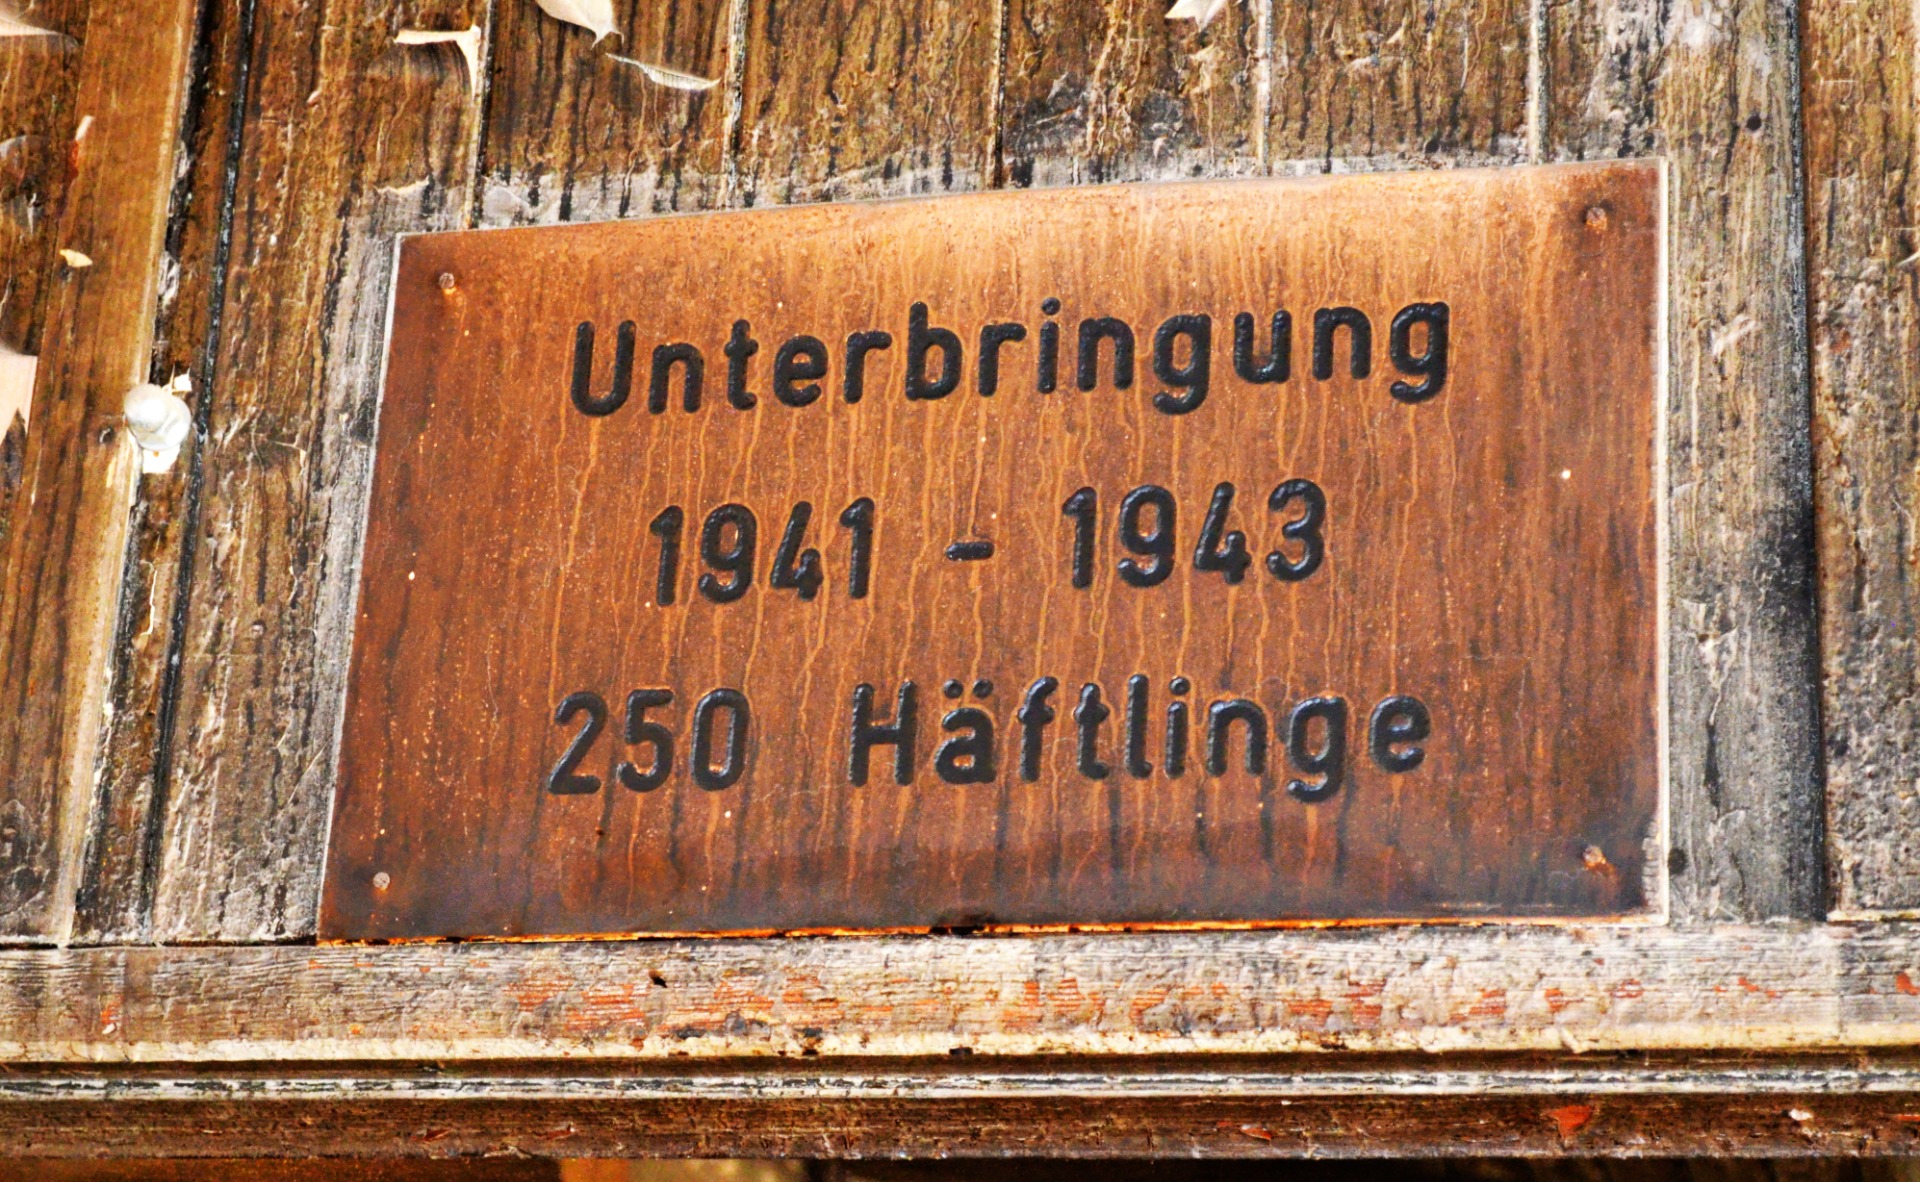 Unterbringung
1941 - 1943
250 Häftlinge